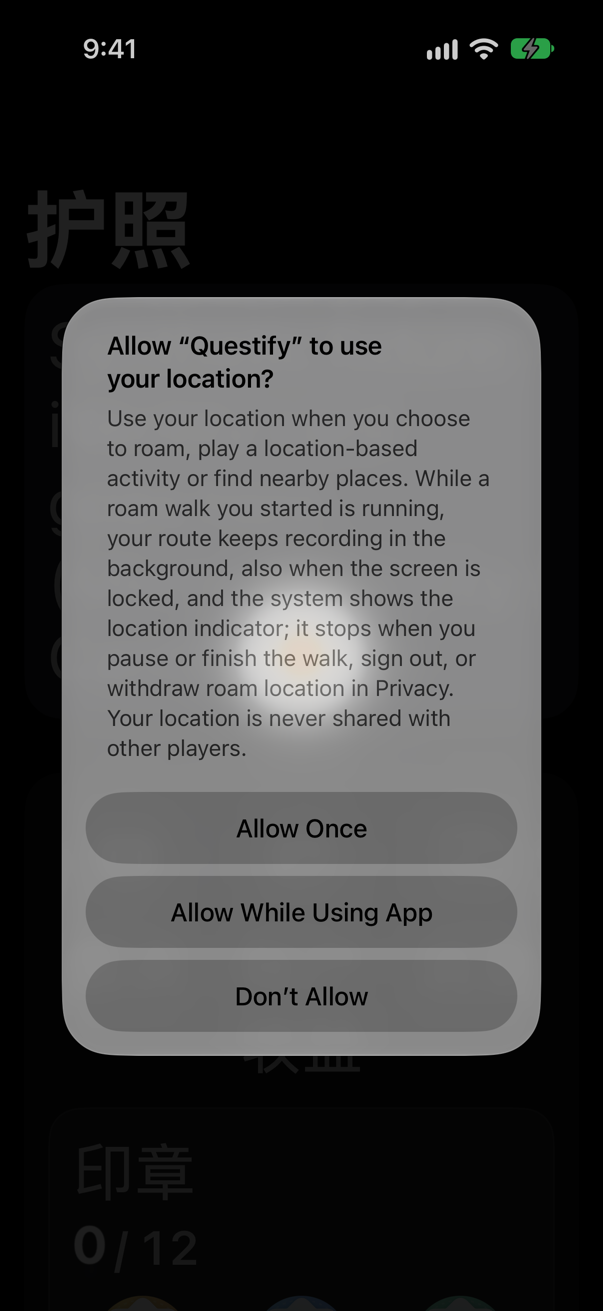 9:41
护照
Allow “Questify” to use
your location?
Use your location when you choose
to roam, play a location-based
activity or find nearby places. While a
roam walk you started is running,
your route keeps recording in the
background, also when the screen is
locked, and the system shows the
location indicator; it stops when you
pause or finish the walk, sign out, or
withdraw roam location in Privacy.
Your location is never shared with
other players.
Allow Once
Allow While Using App
Don’t Allow
印章
0 / 12